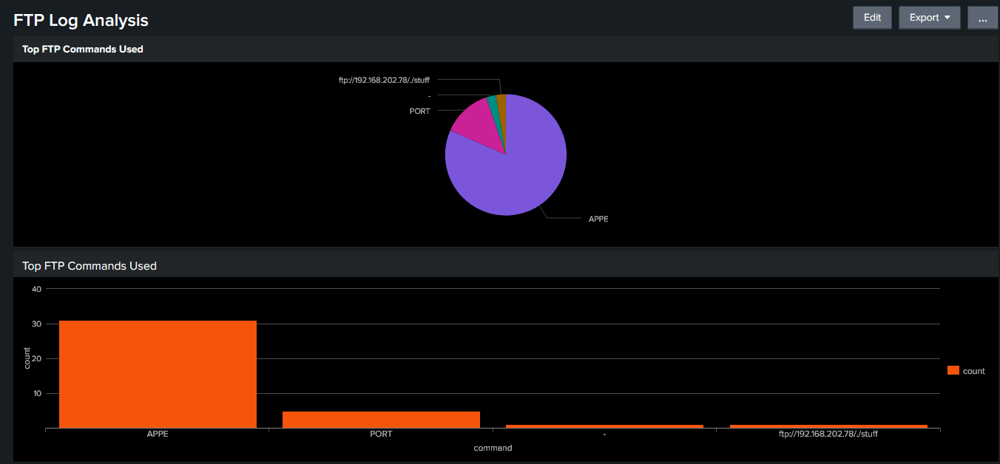 FTP Log Analysis
Edit
Export
...
Top FTP Commands Used
ftp://192.168.202.78/./stuff
-
PORT
APPE
Top FTP Commands Used
40
30
20
10
count
APPE
PORT
-
ftp://192.168.202.78/./stuff
command
count